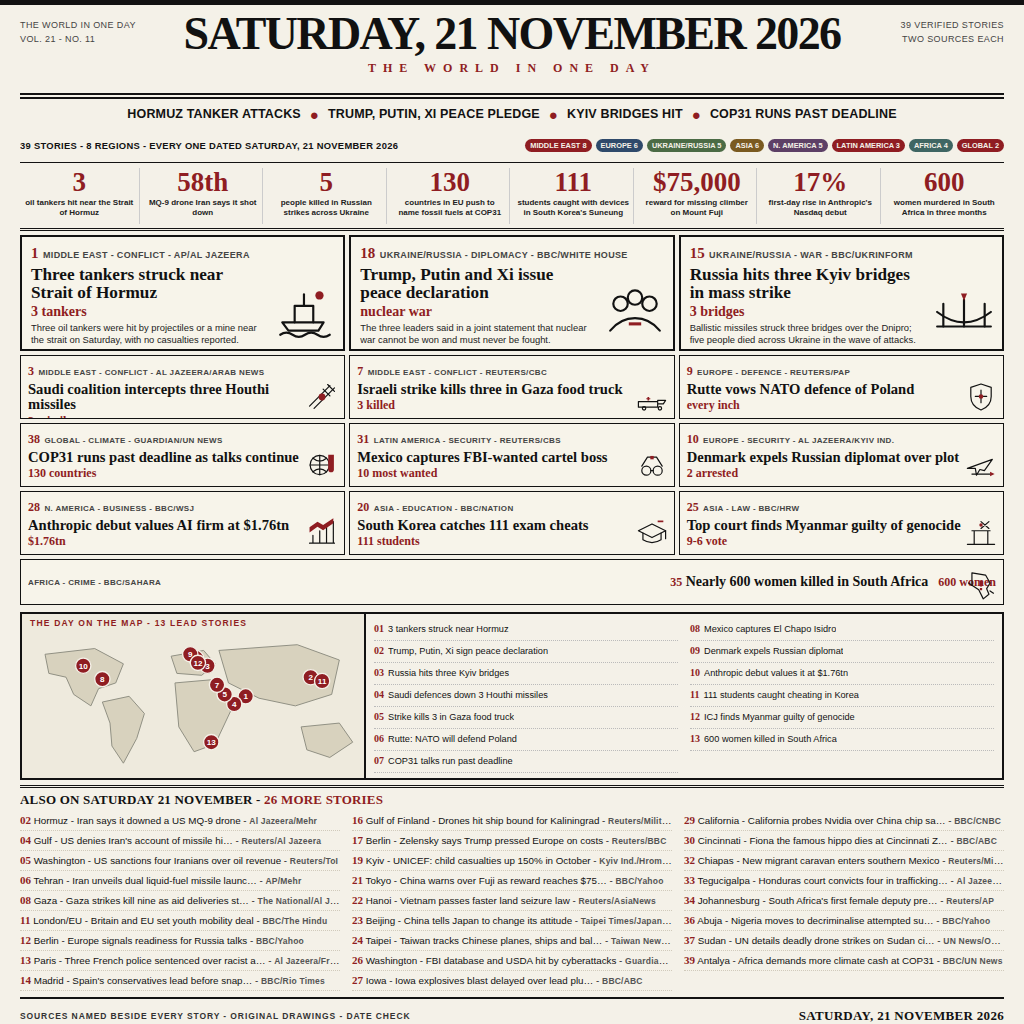 THE WORLD IN ONE DAY
VOL. 21 - NO. 11
SATURDAY, 21 NOVEMBER 2026
THE WORLD IN ONE DAY
39 VERIFIED STORIES
TWO SOURCES EACH
HORMUZ TANKER ATTACKS ● TRUMP, PUTIN, XI PEACE PLEDGE ● KYIV BRIDGES HIT ● COP31 RUNS PAST DEADLINE
39 STORIES - 8 REGIONS - EVERY ONE DATED SATURDAY, 21 NOVEMBER 2026
MIDDLE EAST 8 EUROPE 6 UKRAINE/RUSSIA 5 ASIA 6 N. AMERICA 5 LATIN AMERICA 3 AFRICA 4 GLOBAL 2
3
oil tankers hit near the Strait
of Hormuz
58th
MQ-9 drone Iran says it shot
down
5
people killed in Russian
strikes across Ukraine
130
countries in EU push to
name fossil fuels at COP31
111
students caught with devices
in South Korea's Suneung
$75,000
reward for missing climber
on Mount Fuji
17%
first-day rise in Anthropic's
Nasdaq debut
600
women murdered in South
Africa in three months
1 MIDDLE EAST - CONFLICT - AP/AL JAZEERA
Three tankers struck near
Strait of Hormuz
3 tankers
Three oil tankers were hit by projectiles or a mine near
the strait on Saturday, with no casualties reported.
18 UKRAINE/RUSSIA - DIPLOMACY - BBC/WHITE HOUSE
Trump, Putin and Xi issue
peace declaration
nuclear war
The three leaders said in a joint statement that nuclear
war cannot be won and must never be fought.
15 UKRAINE/RUSSIA - WAR - BBC/UKRINFORM
Russia hits three Kyiv bridges
in mass strike
3 bridges
Ballistic missiles struck three bridges over the Dnipro;
five people died across Ukraine in the wave of attacks.
3 MIDDLE EAST - CONFLICT - AL JAZEERA/ARAB NEWS
Saudi coalition intercepts three Houthi
missiles
7 MIDDLE EAST - CONFLICT - REUTERS/CBC
Israeli strike kills three in Gaza food truck
3 killed
9 EUROPE - DEFENCE - REUTERS/PAP
Rutte vows NATO defence of Poland
every inch
38 GLOBAL - CLIMATE - GUARDIAN/UN NEWS
COP31 runs past deadline as talks continue
130 countries
31 LATIN AMERICA - SECURITY - REUTERS/CBS
Mexico captures FBI-wanted cartel boss
10 most wanted
10 EUROPE - SECURITY - AL JAZEERA/KYIV IND.
Denmark expels Russian diplomat over plot
2 arrested
28 N. AMERICA - BUSINESS - BBC/WSJ
Anthropic debut values AI firm at $1.76tn
$1.76tn
20 ASIA - EDUCATION - BBC/NATION
South Korea catches 111 exam cheats
111 students
25 ASIA - LAW - BBC/HRW
Top court finds Myanmar guilty of genocide
9-6 vote
AFRICA - CRIME - BBC/SAHARA
35 Nearly 600 women killed in South Africa 600 women
THE DAY ON THE MAP - 13 LEAD STORIES
10
8
9
3
12
7
5
4
1
2
11
13
01 3 tankers struck near Hormuz
02 Trump, Putin, Xi sign peace declaration
03 Russia hits three Kyiv bridges
04 Saudi defences down 3 Houthi missiles
05 Strike kills 3 in Gaza food truck
06 Rutte: NATO will defend Poland
07 COP31 talks run past deadline
08 Mexico captures El Chapo Isidro
09 Denmark expels Russian diplomat
10 Anthropic debut values it at $1.76tn
11 111 students caught cheating in Korea
12 ICJ finds Myanmar guilty of genocide
13 600 women killed in South Africa
ALSO ON SATURDAY 21 NOVEMBER - 26 MORE STORIES
02 Hormuz - Iran says it downed a US MQ-9 drone - Al Jazeera/Mehr
04 Gulf - US denies Iran's account of missile hi… - Reuters/Al Jazeera
05 Washington - US sanctions four Iranians over oil revenue - Reuters/ToI
06 Tehran - Iran unveils dual liquid-fuel missile launc… - AP/Mehr
08 Gaza - Gaza strikes kill nine as aid deliveries st… - The National/Al J…
11 London/EU - Britain and EU set youth mobility deal - BBC/The Hindu
12 Berlin - Europe signals readiness for Russia talks - BBC/Yahoo
13 Paris - Three French police sentenced over racist a… - Al Jazeera/Fr…
14 Madrid - Spain's conservatives lead before snap… - BBC/Rio Times
16 Gulf of Finland - Drones hit ship bound for Kaliningrad - Reuters/Milit…
17 Berlin - Zelensky says Trump pressed Europe on costs - Reuters/BBC
19 Kyiv - UNICEF: child casualties up 150% in October - Kyiv Ind./Hrom…
21 Tokyo - China warns over Fuji as reward reaches $75… - BBC/Yahoo
22 Hanoi - Vietnam passes faster land seizure law - Reuters/AsiaNews
23 Beijing - China tells Japan to change its attitude - Taipei Times/Japan…
24 Taipei - Taiwan tracks Chinese planes, ships and bal… - Taiwan New…
26 Washington - FBI database and USDA hit by cyberattacks - Guardia…
27 Iowa - Iowa explosives blast delayed over lead plu… - BBC/ABC
29 California - California probes Nvidia over China chip sa… - BBC/CNBC
30 Cincinnati - Fiona the famous hippo dies at Cincinnati Z… - BBC/ABC
32 Chiapas - New migrant caravan enters southern Mexico - Reuters/Mi…
33 Tegucigalpa - Honduras court convicts four in trafficking… - Al Jazee…
34 Johannesburg - South Africa's first female deputy pre… - Reuters/AP
36 Abuja - Nigeria moves to decriminalise attempted su… - BBC/Yahoo
37 Sudan - UN details deadly drone strikes on Sudan ci… - UN News/O…
39 Antalya - Africa demands more climate cash at COP31 - BBC/UN News
SOURCES NAMED BESIDE EVERY STORY - ORIGINAL DRAWINGS - DATE CHECK
SATURDAY, 21 NOVEMBER 2026